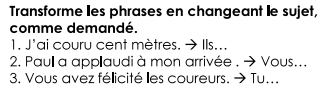 Transforme les phrases en changeant le sujet,
comme demandé.
1. J'ai couru cent mètres. → Ils…
2. Paul a applaudi à mon arrivée . → Vous…
3. Vous avez félicité les coureurs. → Tu…